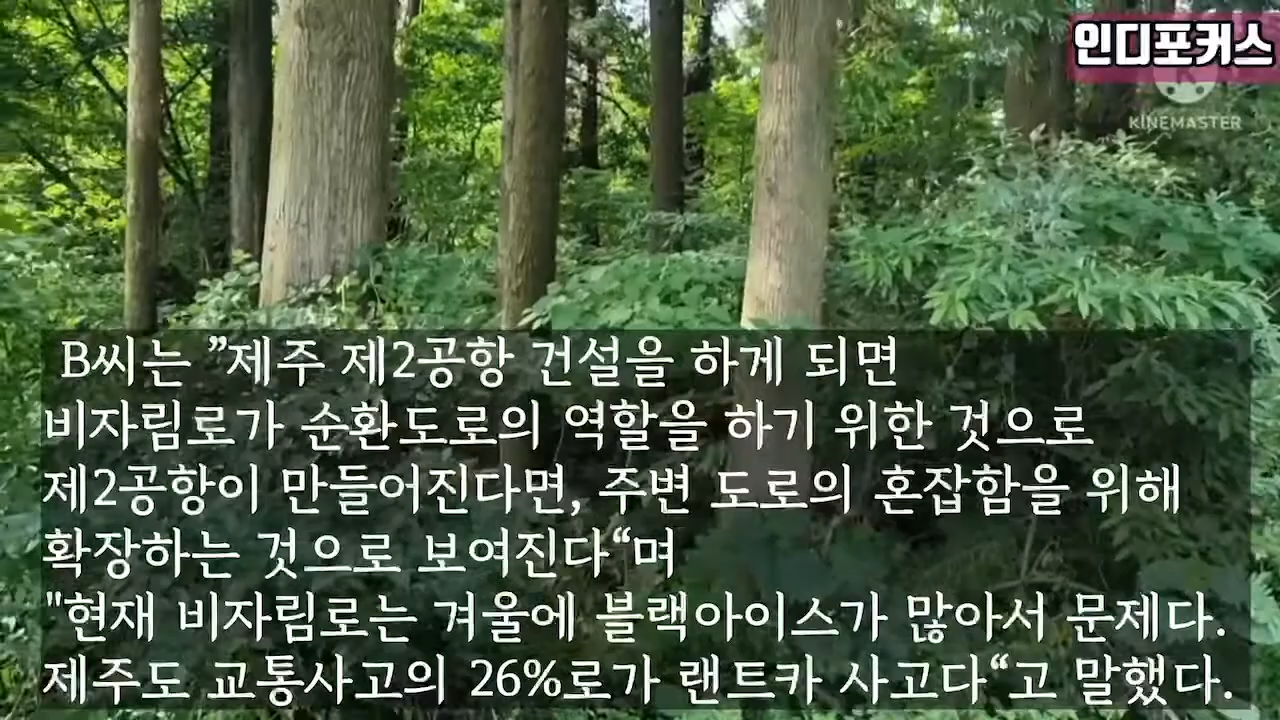 인디포커스
KINEMASTER
B씨는 ”제주 제2공항 건설을 하게 되면
비자림로가 순환도로의 역할을 하기 위한 것으로
제2공항이 만들어진다면, 주변 도로의 혼잡함을 위해
확장하는 것으로 보여진다“며
"현재 비자림로는 겨울에 블랙아이스가 많아서 문제다.
제주도 교통사고의 26%로가 랜트카 사고다“고 말했다.